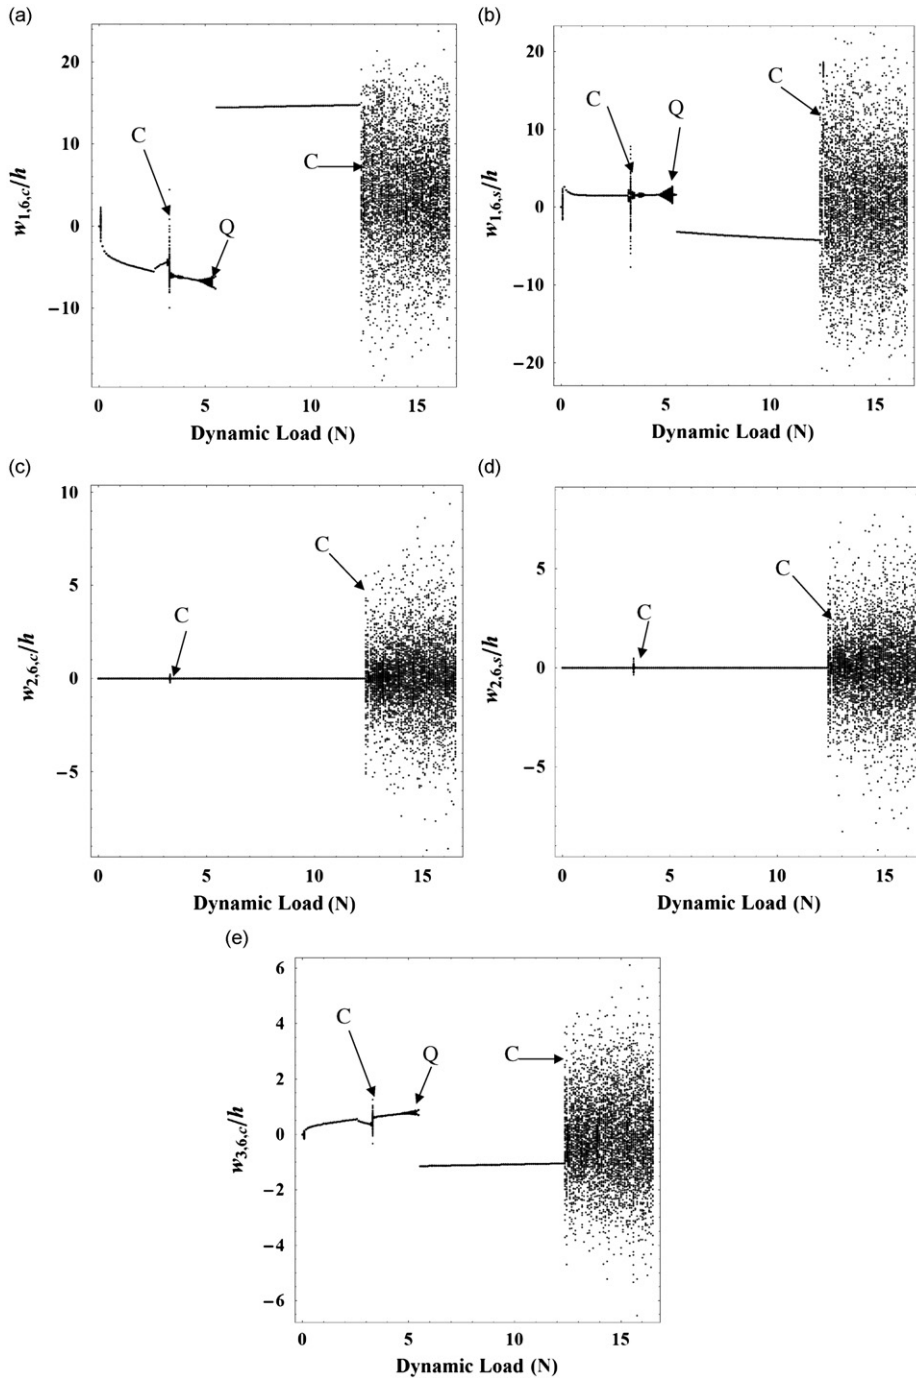 (a)
20
10
0
−10
w1,6,c/h
C
Q
C
0 5 10 15
Dynamic Load (N)
(b)
20
10
0
−10
−20
w1,6,s/h
C
Q
C
0 5 10 15
Dynamic Load (N)
(c)
10
5
0
−5
w2,6,c/h
C
C
0 5 10 15
Dynamic Load (N)
(d)
5
0
−5
w2,6,s/h
C
C
0 5 10 15
Dynamic Load (N)
(e)
6
4
2
0
−2
−4
−6
w3,6,c/h
C
Q
C
0 5 10 15
Dynamic Load (N)